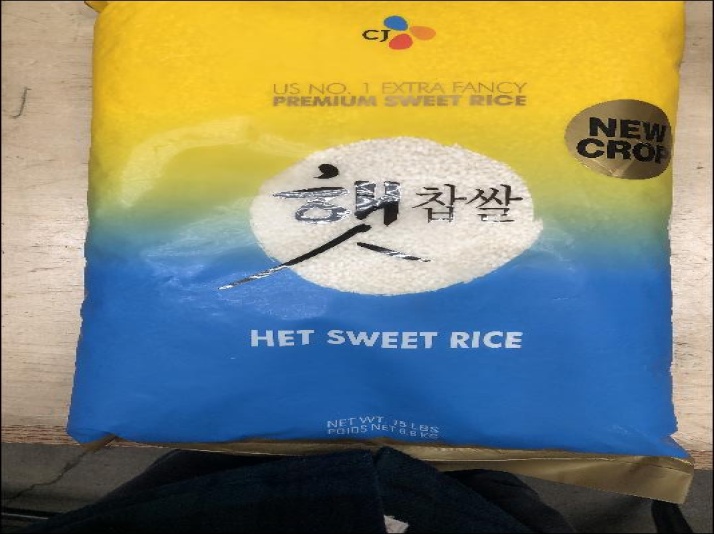 CJ
US NO. 1 EXTRA FANCY
PREMIUM SWEET RICE
NEW
CROP
햇찹쌀
HET SWEET RICE
NET WT. 15 LBS
POIDS NET 6.8 KG